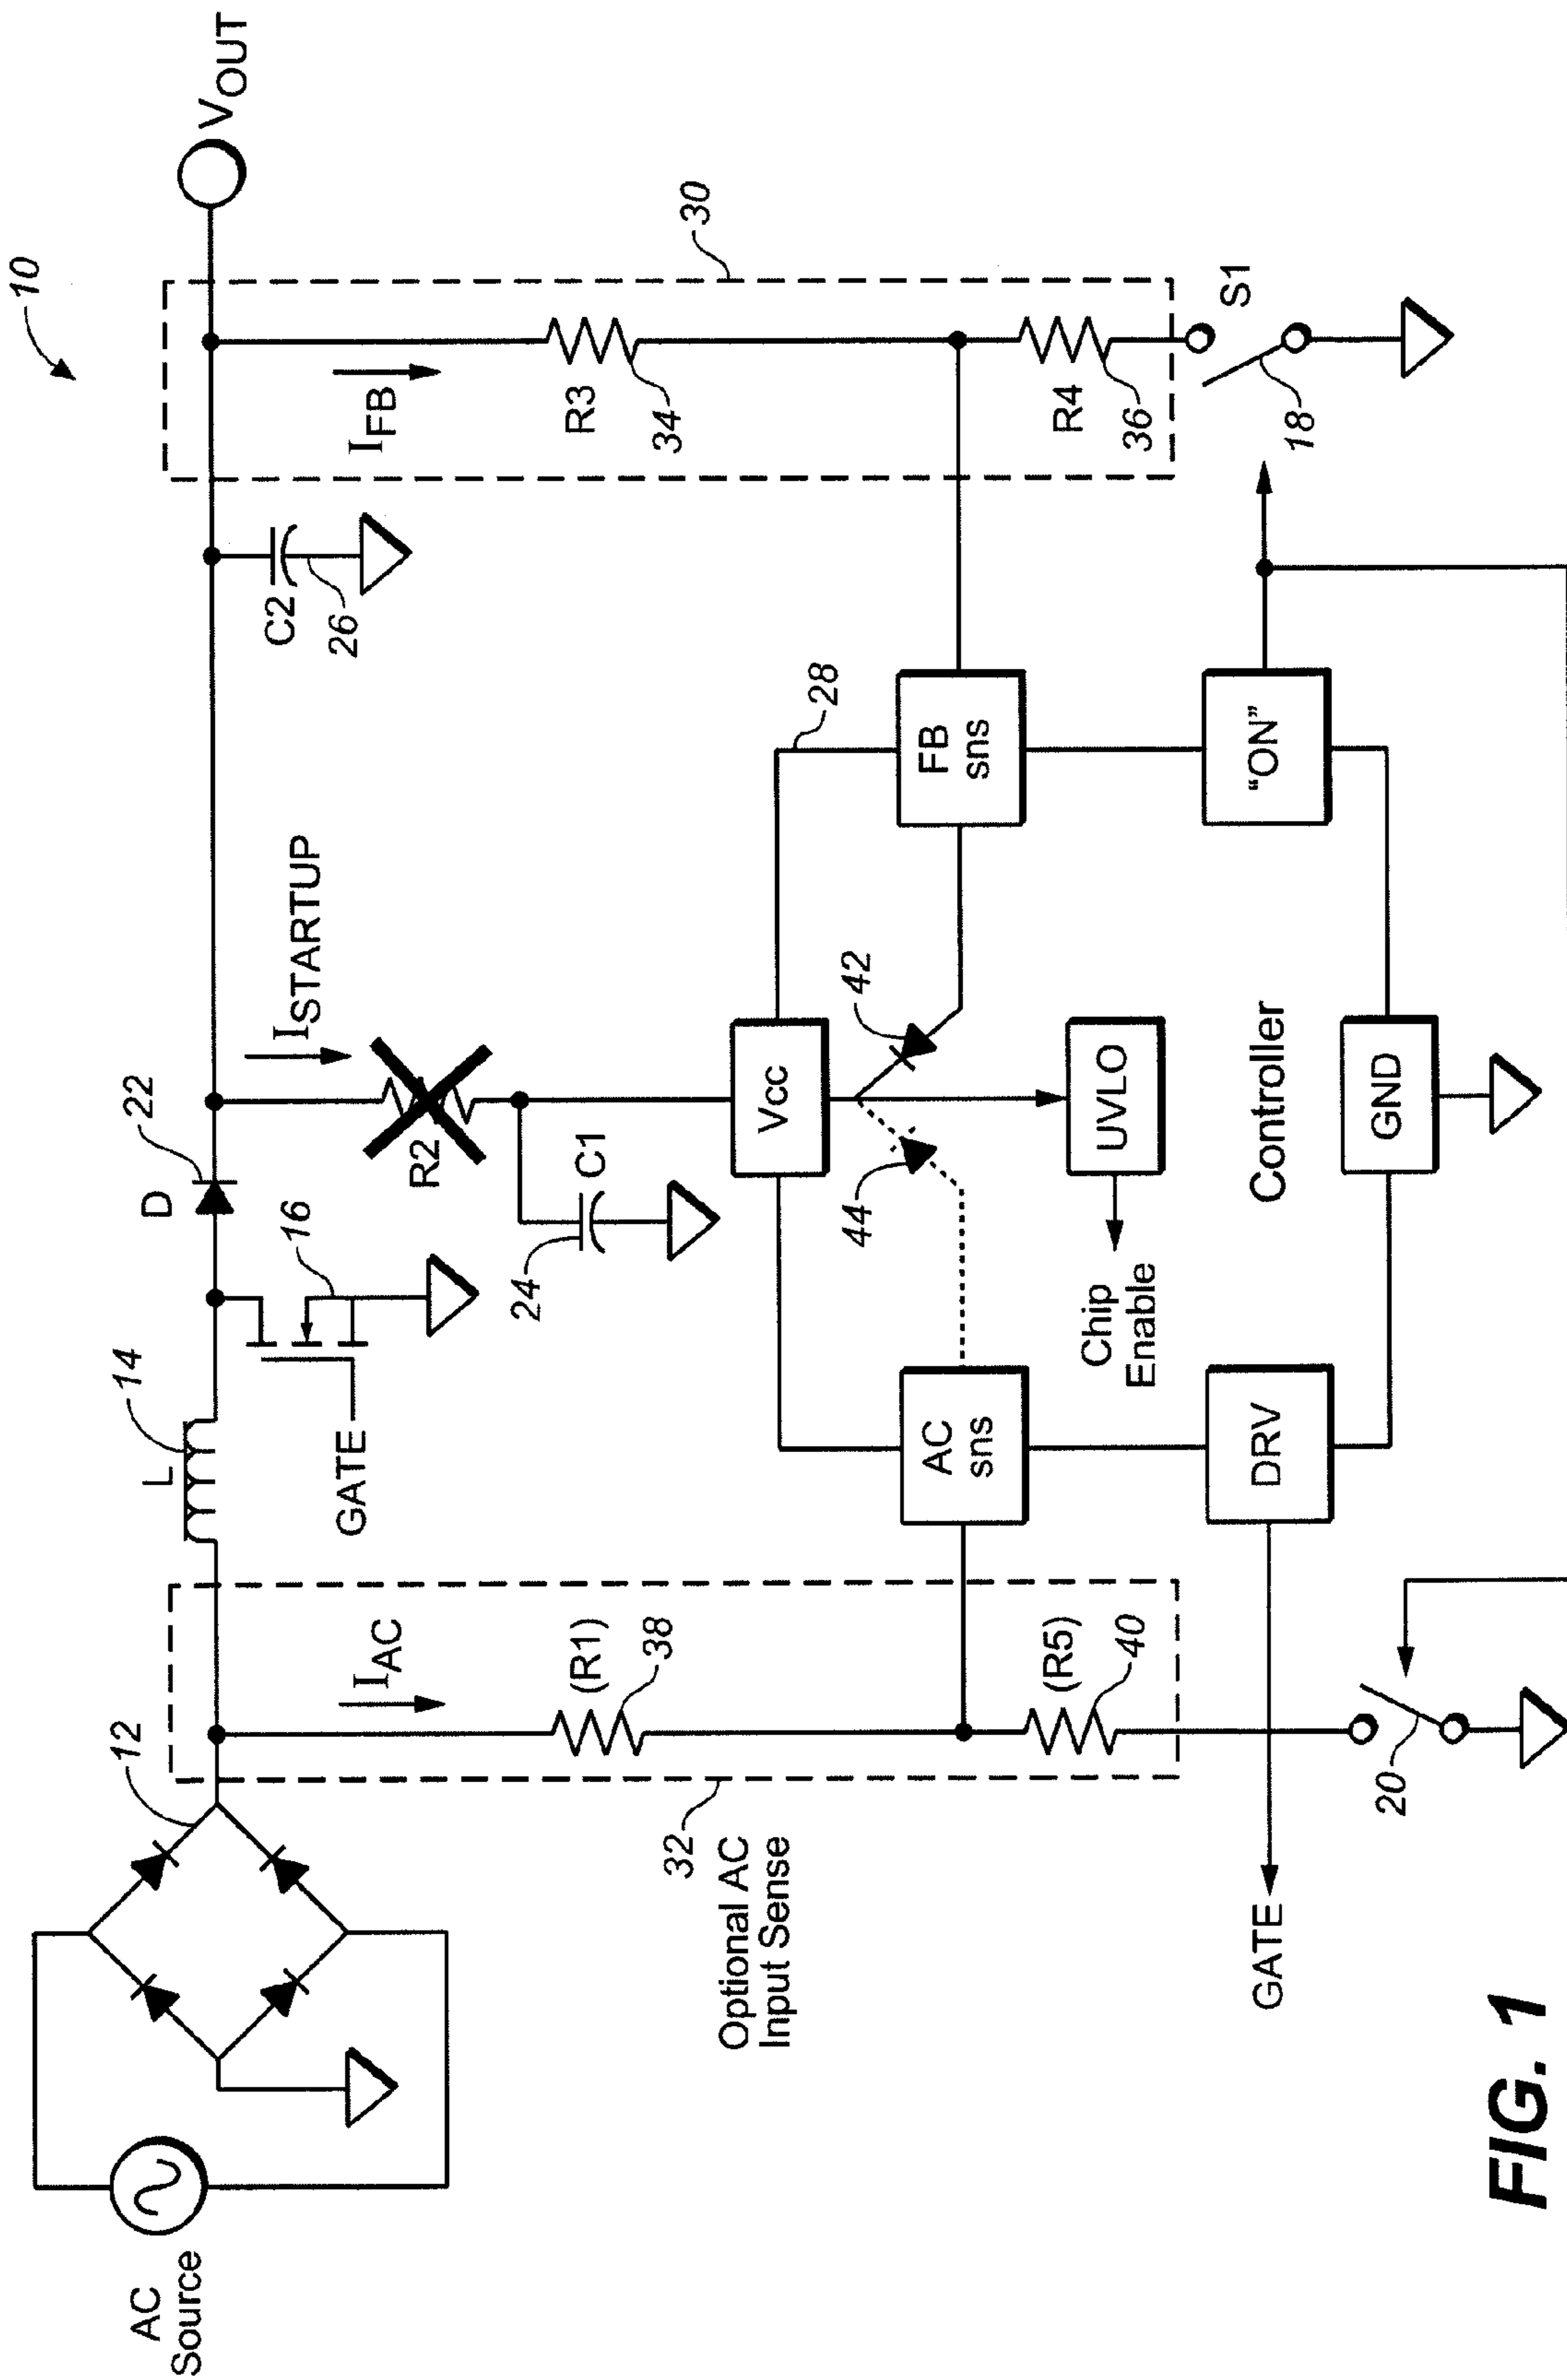 10
AC
Source
12
L
14
D
22
16
GATE
ISTARTUP
R2
24
C1
C2
26
VOUT
IAC
(R1)
38
(R5)
40
32
Optional AC
Input Sense
IFB
R3
34
R4
36
30
S1
18
28
Vcc
AC
sns
FB
sns
44
42
UVLO
Chip
Enable
Controller
DRV
GND
“ON”
GATE
20
FIG. 1